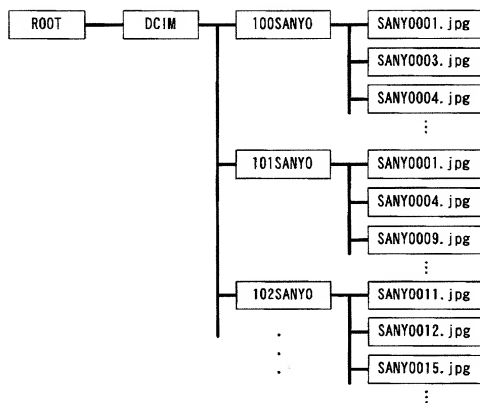 ROOT
DCIM
100SANYO
SANY0001.jpg
SANY0003.jpg
SANY0004.jpg
101SANYO
SANY0001.jpg
SANY0004.jpg
SANY0009.jpg
102SANYO
SANY0011.jpg
SANY0012.jpg
SANY0015.jpg